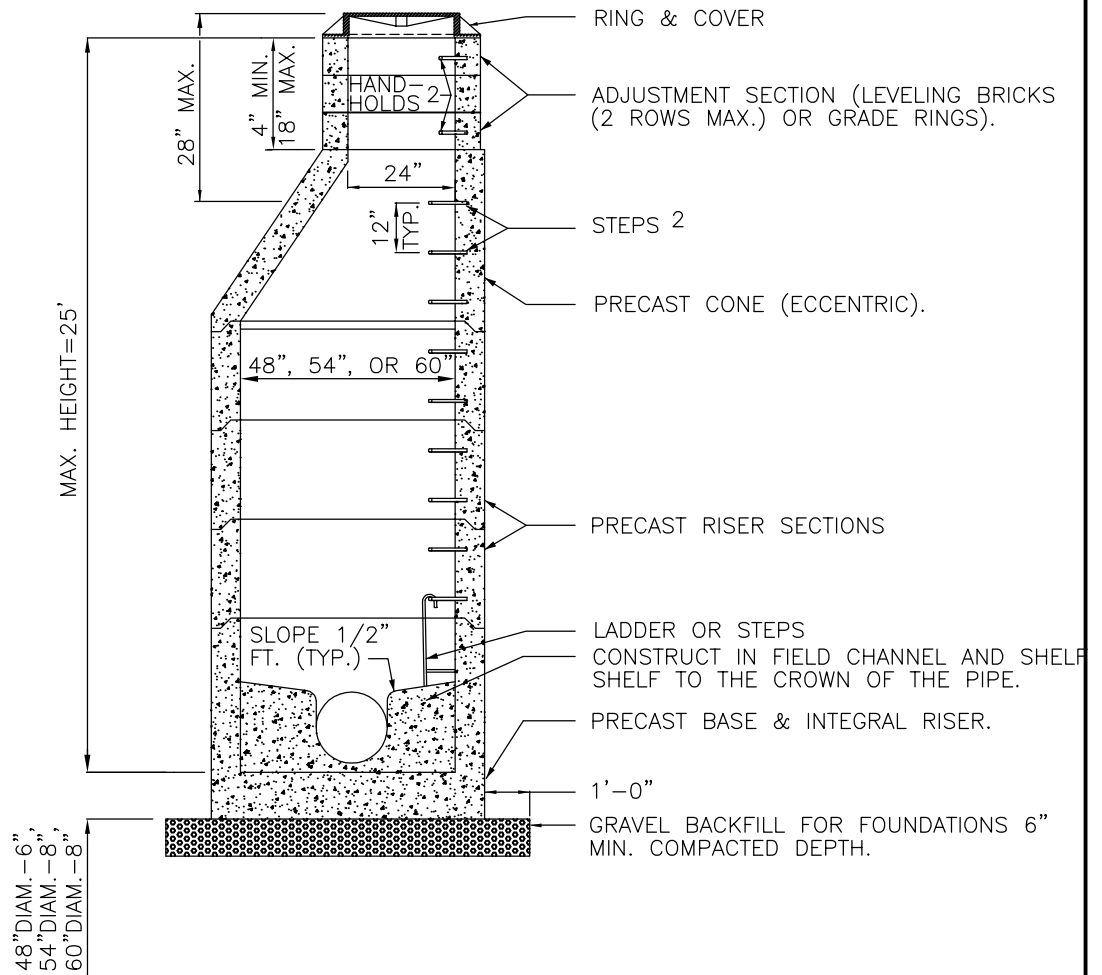 RING & COVER
28" MAX.
4" MIN.
18" MAX.
HAND-
HOLDS 2
ADJUSTMENT SECTION (LEVELING BRICKS
(2 ROWS MAX.) OR GRADE RINGS).
24"
12"
TYP.
STEPS 2
PRECAST CONE (ECCENTRIC).
48", 54", OR 60"
MAX. HEIGHT=25'
PRECAST RISER SECTIONS
SLOPE 1/2"
FT. (TYP.)
LADDER OR STEPS
CONSTRUCT IN FIELD CHANNEL AND SHELF
SHELF TO THE CROWN OF THE PIPE.
PRECAST BASE & INTEGRAL RISER.
1'-0"
GRAVEL BACKFILL FOR FOUNDATIONS 6"
MIN. COMPACTED DEPTH.
48"DIAM.-6",
54"DIAM.-8",
60"DIAM.-8"